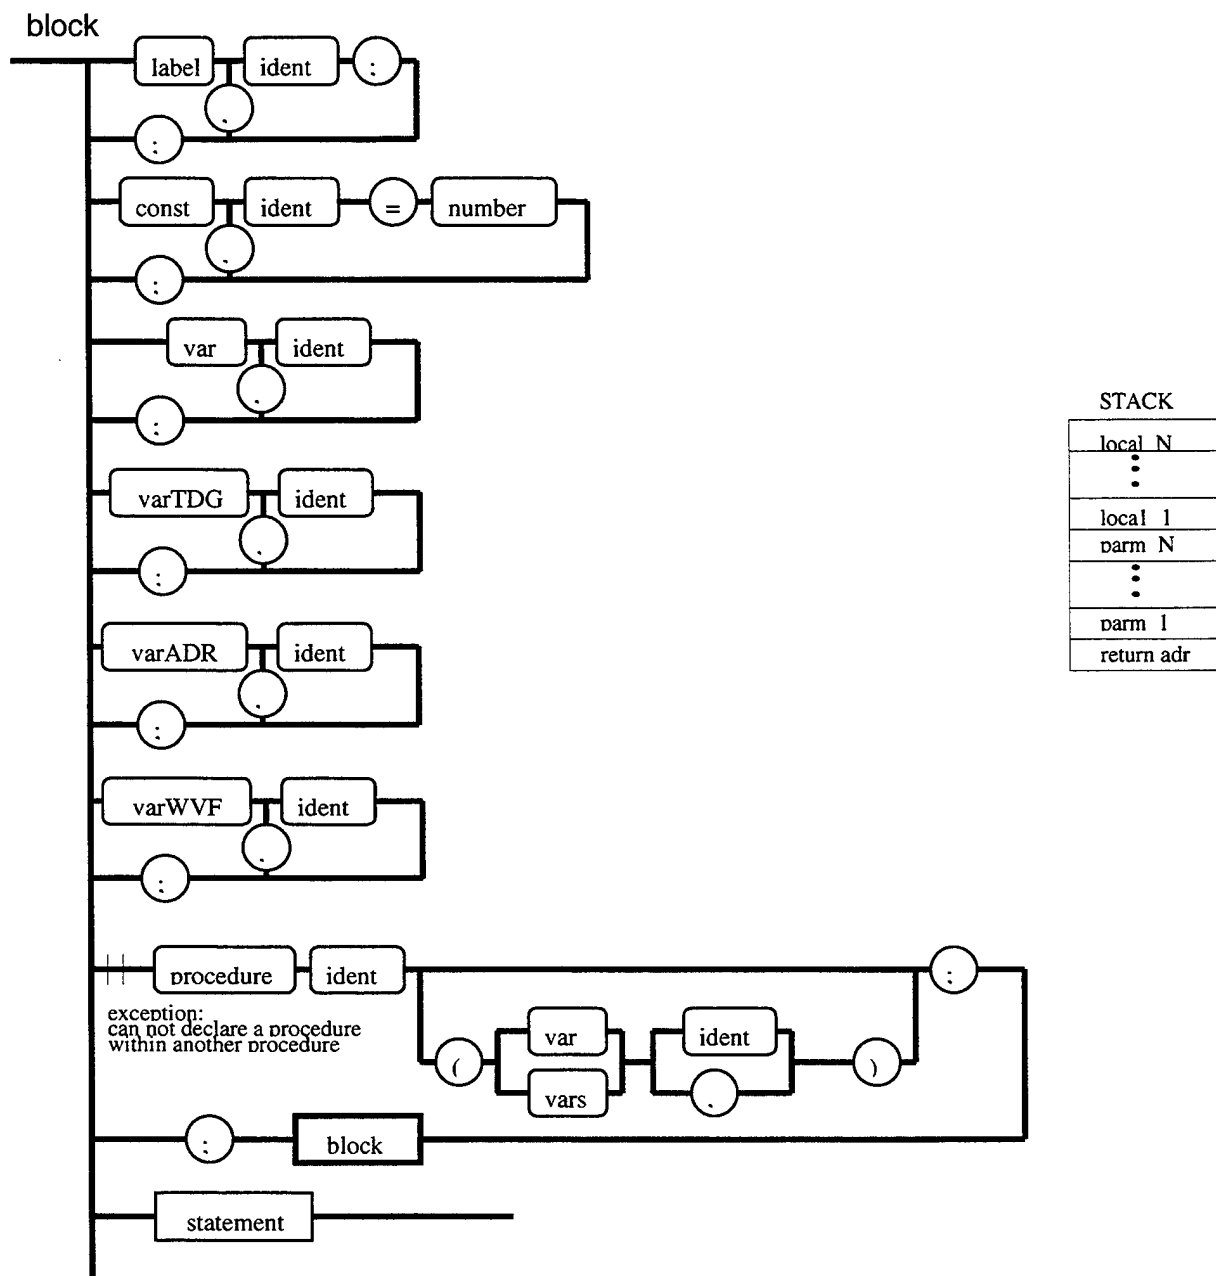 block
label ident :
,
;
const ident = number
,
;
var ident
,
;
varTDG ident
,
;
varADR ident
,
;
varWVF ident
,
;
procedure ident ;
exception:
can not declare a procedure
within another procedure
( var ident )
vars ,
; block
statement
STACK
local N
local 1
parm N
parm 1
return adr